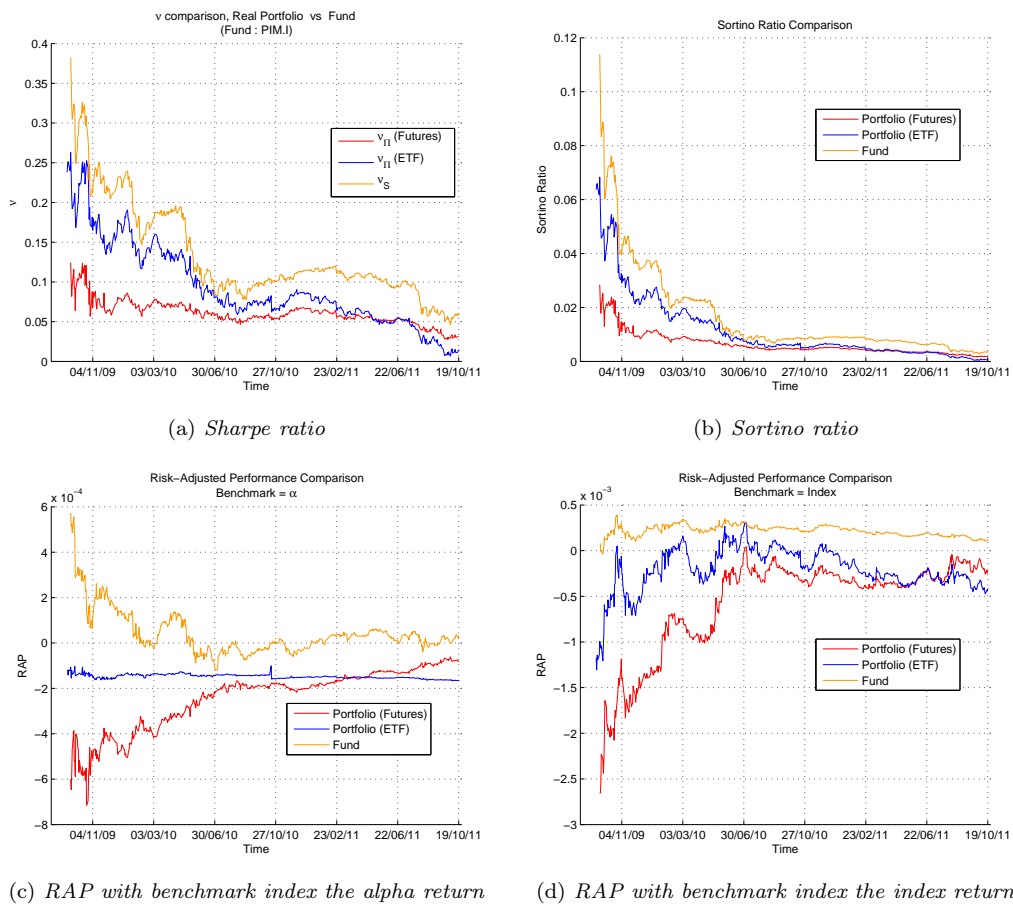 ν comparison, Real Portfolio vs Fund
(Fund : PIM.I)
0.4
0.35
0.3
0.25
0.2
0.15
0.1
0.05
0
ν
ν_Π (Futures)
ν_Π (ETF)
ν_S
04/11/09 03/03/10 30/06/10 27/10/10 23/02/11 22/06/11 19/10/11
Time
(a) Sharpe ratio
Sortino Ratio Comparison
0.12
0.1
0.08
0.06
0.04
0.02
0
Sortino Ratio
Portfolio (Futures)
Portfolio (ETF)
Fund
04/11/09 03/03/10 30/06/10 27/10/10 23/02/11 22/06/11 19/10/11
Time
(b) Sortino ratio
Risk−Adjusted Performance Comparison
Benchmark = α
x 10⁻⁴
6
4
2
0
−2
−4
−6
−8
RAP
Portfolio (Futures)
Portfolio (ETF)
Fund
04/11/09 03/03/10 30/06/10 27/10/10 23/02/11 22/06/11 19/10/11
Time
(c) RAP with benchmark index the alpha return
Risk−Adjusted Performance Comparison
Benchmark = Index
x 10⁻³
0.5
0
−0.5
−1
−1.5
−2
−2.5
−3
RAP
Portfolio (Futures)
Portfolio (ETF)
Fund
04/11/09 03/03/10 30/06/10 27/10/10 23/02/11 22/06/11 19/10/11
Time
(d) RAP with benchmark index the index return